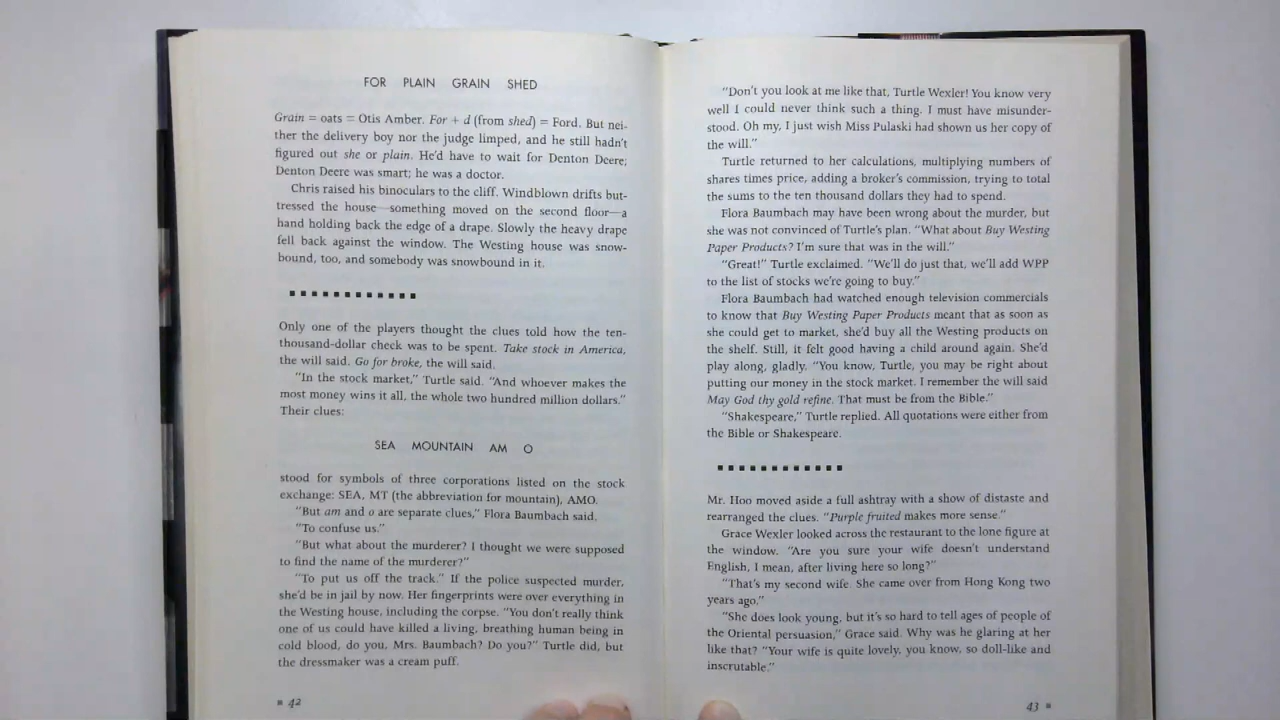 FOR PLAIN GRAIN SHED
Grain = oats = Otis Amber. For + d (from shed) = Ford. But nei-
ther the delivery boy nor the judge limped, and he still hadn't
figured out she or plain. He'd have to wait for Denton Deere;
Denton Deere was smart; he was a doctor.
Chris raised his binoculars to the cliff. Windblown drifts but-
tressed the house—something moved on the second floor—a
hand holding back the edge of a drape. Slowly the heavy drape
fell back against the window. The Westing house was snow-
bound, too, and somebody was snowbound in it.
Only one of the players thought the clues told how the ten-
thousand-dollar check was to be spent. Take stock in America,
the will said. Go for broke, the will said.
"In the stock market," Turtle said. "And whoever makes the
most money wins it all, the whole two hundred million dollars."
Their clues:
SEA MOUNTAIN AM O
stood for symbols of three corporations listed on the stock
exchange: SEA, MT (the abbreviation for mountain), AMO.
"But am and o are separate clues," Flora Baumbach said.
"To confuse us."
"But what about the murderer? I thought we were supposed
to find the name of the murderer?"
"To put us off the track." If the police suspected murder,
she'd be in jail by now. Her fingerprints were over everything in
the Westing house, including the corpse. "You don't really think
one of us could have killed a living, breathing human being in
cold blood, do you, Mrs. Baumbach? Do you?" Turtle did, but
the dressmaker was a cream puff.
42
"Don't you look at me like that, Turtle Wexler! You know very
well I could never think such a thing. I must have misunder-
stood. Oh my, I just wish Miss Pulaski had shown us her copy of
the will."
Turtle returned to her calculations, multiplying numbers of
shares times price, adding a broker's commission, trying to total
the sums to the ten thousand dollars they had to spend.
Flora Baumbach may have been wrong about the murder, but
she was not convinced of Turtle's plan. "What about Buy Westing
Paper Products? I'm sure that was in the will."
"Great!" Turtle exclaimed. "We'll do just that, we'll add WPP
to the list of stocks we're going to buy."
Flora Baumbach had watched enough television commercials
to know that Buy Westing Paper Products meant that as soon as
she could get to market, she'd buy all the Westing products on
the shelf. Still, it felt good having a child around again. She'd
play along, gladly. "You know, Turtle, you may be right about
putting our money in the stock market. I remember the will said
May God thy gold refine. That must be from the Bible."
"Shakespeare," Turtle replied. All quotations were either from
the Bible or Shakespeare.
Mr. Hoo moved aside a full ashtray with a show of distaste and
rearranged the clues. "Purple fruited makes more sense."
Grace Wexler looked across the restaurant to the lone figure at
the window. "Are you sure your wife doesn't understand
English, I mean, after living here so long?"
"That's my second wife. She came over from Hong Kong two
years ago."
"She does look young, but it's so hard to tell ages of people of
the Oriental persuasion," Grace said. Why was he glaring at her
like that? "Your wife is quite lovely, you know, so doll-like and
inscrutable."
43